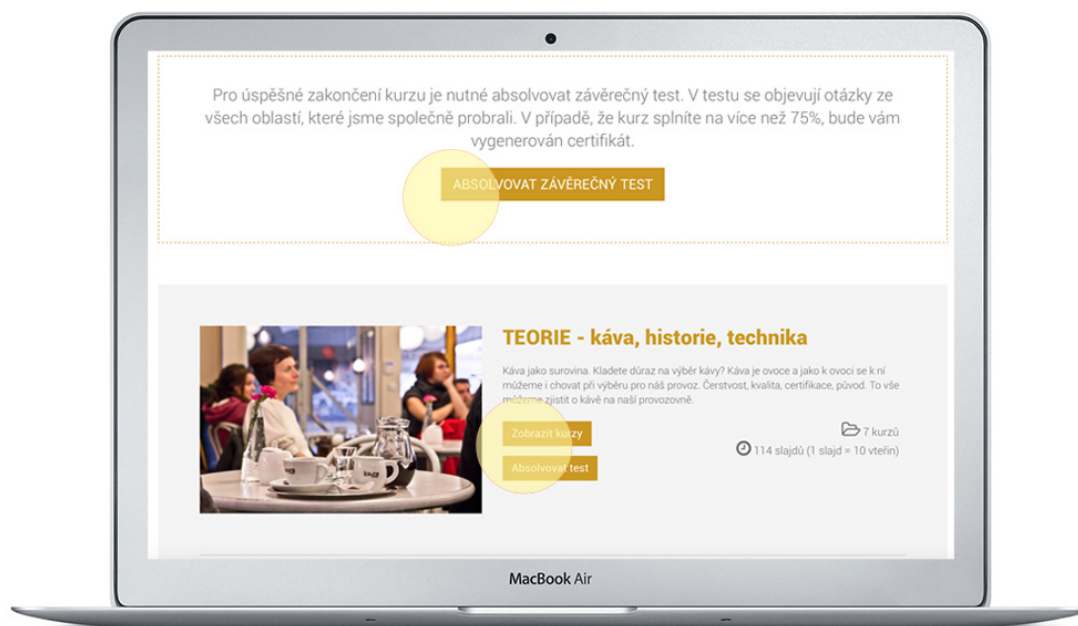 Pro úspěšné zakončení kurzu je nutné absolvovat závěrečný test. V testu se objevují otázky ze
všech oblastí, které jsme společně probrali. V případě, že kurz splníte na více než 75%, bude vám
vygenerován certifikát.
ABSOLVOVAT ZÁVĚREČNÝ TEST
TEORIE - káva, historie, technika
Káva jako surovina. Kladete důraz na výběr kávy? Káva je ovoce a jako k ovoci se k ní
můžeme i chovat při výběru pro náš provoz. Čerstvost, kvalita, certifikace, původ. To vše
můžeme zjistit o kávě na naší provozovně.
Zobrazit kurzy
7 kurzů
114 slajdů (1 slajd = 10 vteřin)
Absolvovat test
MacBook Air